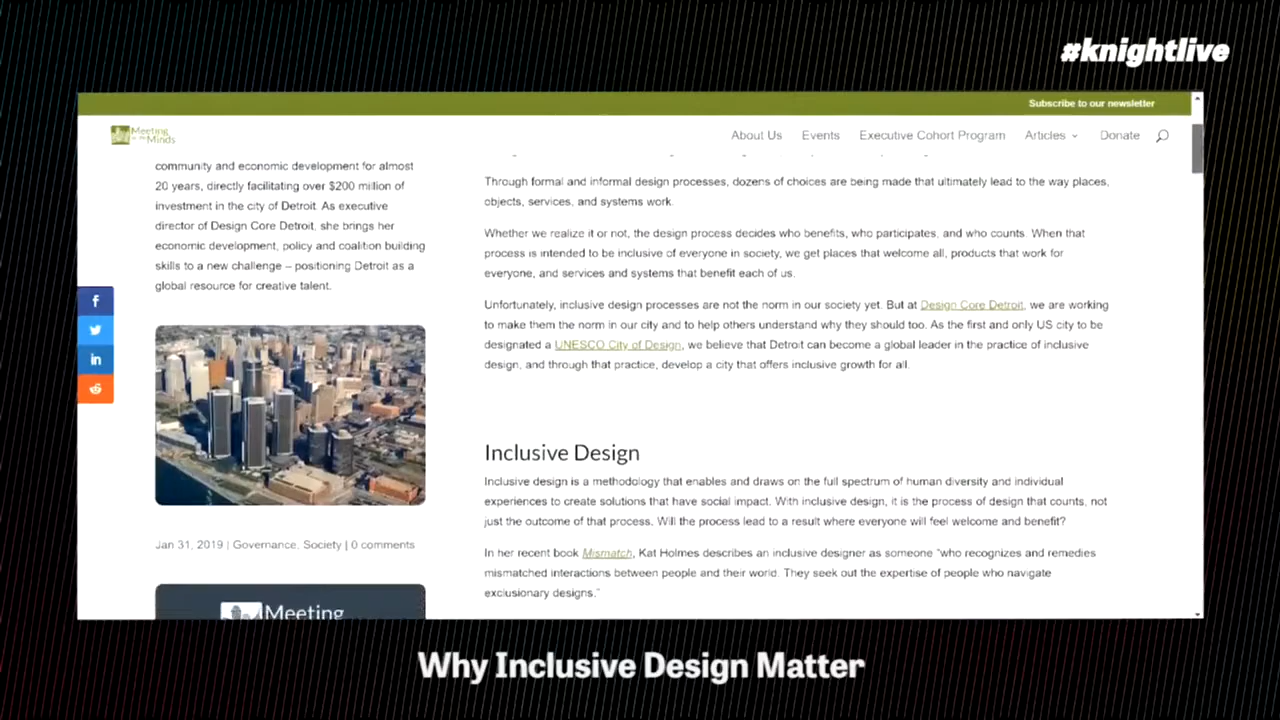 #knightlive
Subscribe to our newsletter
Meeting
of the
Minds
About Us Events Executive Cohort Program Articles Donate
community and economic development for almost
20 years, directly facilitating over $200 million of
investment in the city of Detroit. As executive
director of Design Core Detroit, she brings her
economic development, policy and coalition building
skills to a new challenge – positioning Detroit as a
global resource for creative talent.
Jan 31, 2019 | Governance, Society | 0 comments
Meeting
Through formal and informal design processes, dozens of choices are being made that ultimately lead to the way places,
objects, services, and systems work.
Whether we realize it or not, the design process decides who benefits, who participates, and who counts. When that
process is intended to be inclusive of everyone in society, we get places that welcome all, products that work for
everyone, and services and systems that benefit each of us.
Unfortunately, inclusive design processes are not the norm in our society yet. But at Design Core Detroit, we are working
to make them the norm in our city and to help others understand why they should too. As the first and only US city to be
designated a UNESCO City of Design, we believe that Detroit can become a global leader in the practice of inclusive
design, and through that practice, develop a city that offers inclusive growth for all.
Inclusive Design
Inclusive design is a methodology that enables and draws on the full spectrum of human diversity and individual
experiences to create solutions that have social impact. With inclusive design, it is the process of design that counts, not
just the outcome of that process. Will the process lead to a result where everyone will feel welcome and benefit?
In her recent book Mismatch, Kat Holmes describes an inclusive designer as someone “who recognizes and remedies
mismatched interactions between people and their world. They seek out the expertise of people who navigate
exclusionary designs.”
Why Inclusive Design Matter